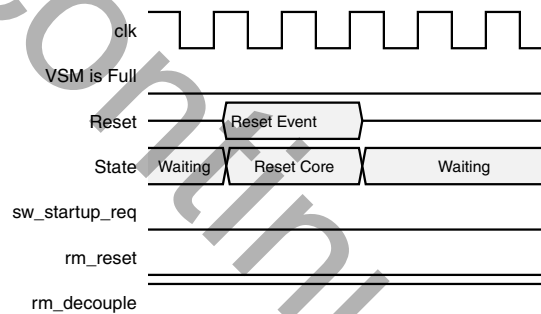 clk
VSM is Full
Reset
Reset Event
State
Waiting
Reset Core
Waiting
sw_startup_req
rm_reset
rm_decouple